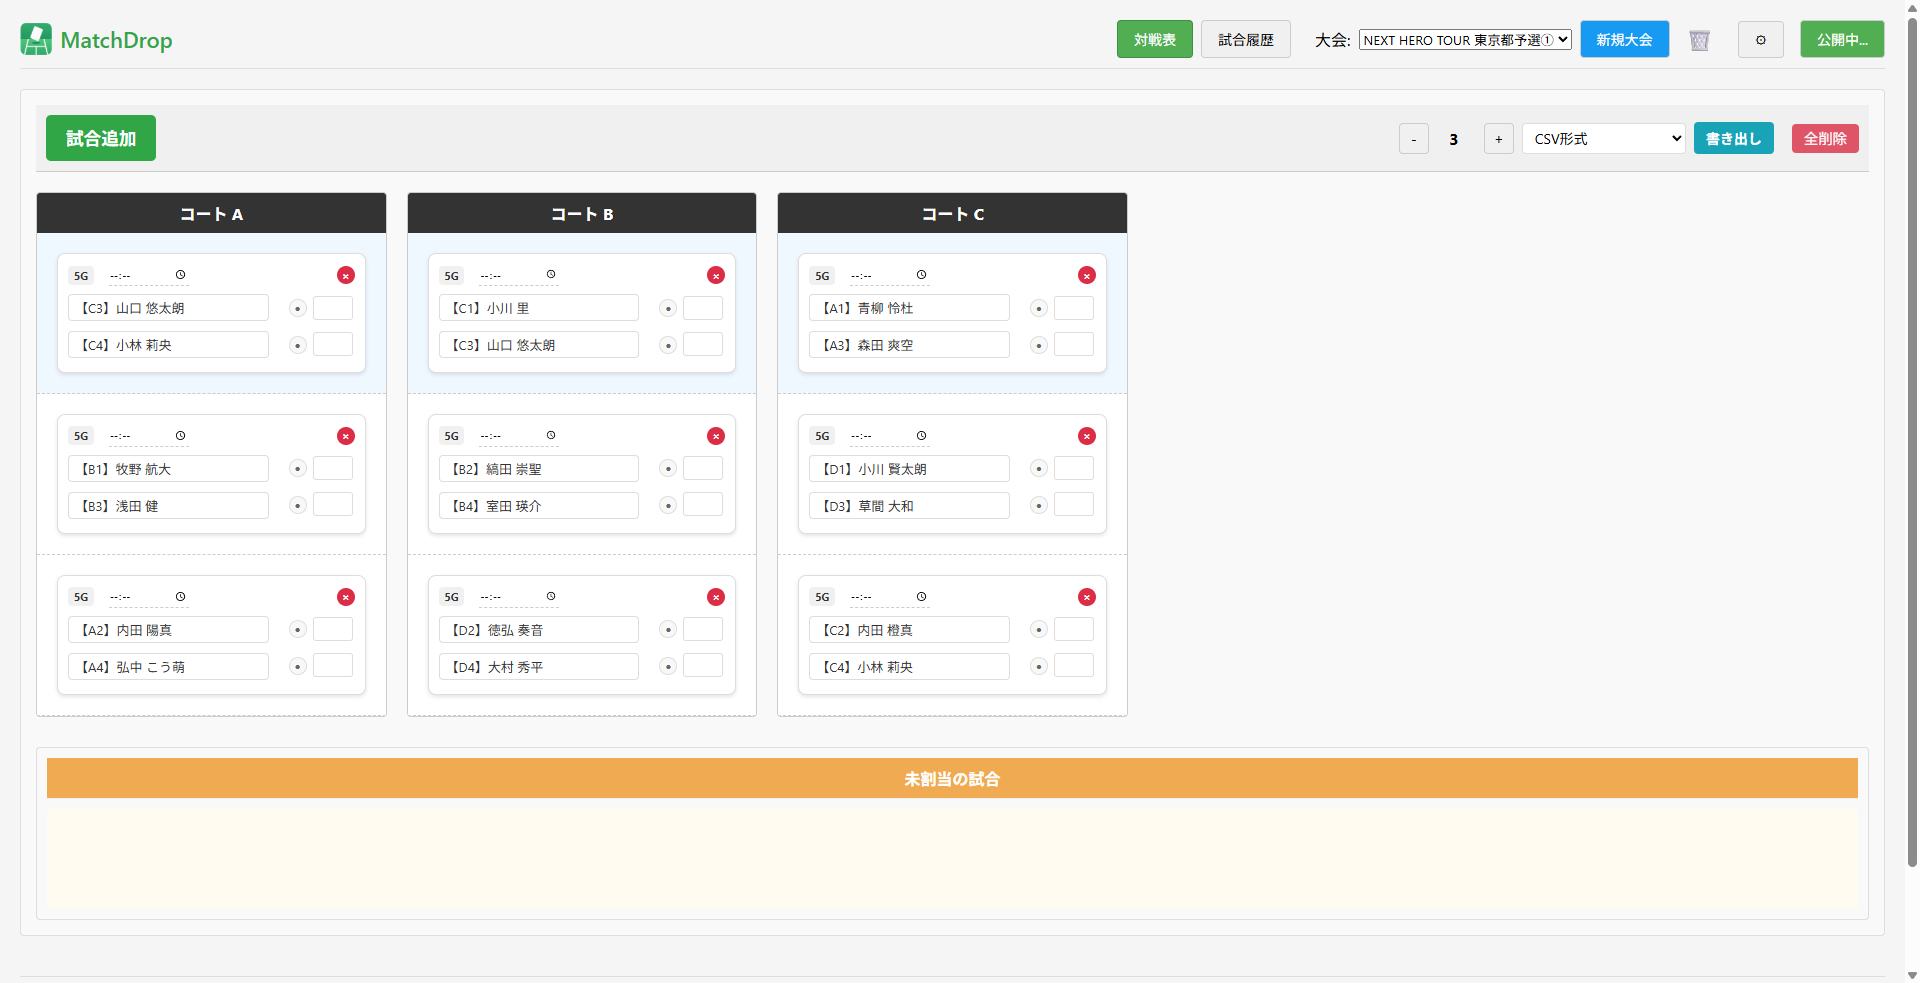 MatchDrop
対戦表 試合履歴 大会: NEXT HERO TOUR 東京都予選① 新規大会 公開中...
試合追加 - 3 + CSV形式 書き出し 全削除
コート A
5G --:--
【C3】山口 悠太朗
【C4】小林 莉央
5G --:--
【B1】牧野 航大
【B3】浅田 健
5G --:--
【A2】内田 陽真
【A4】弘中 こう萌
コート B
5G --:--
【C1】小川 里
【C3】山口 悠太朗
5G --:--
【B2】縞田 崇聖
【B4】室田 瑛介
5G --:--
【D2】徳弘 奏音
【D4】大村 秀平
コート C
5G --:--
【A1】青柳 怜杜
【A3】森田 爽空
5G --:--
【D1】小川 賢太朗
【D3】草間 大和
5G --:--
【C2】内田 橙真
【C4】小林 莉央
未割当の試合